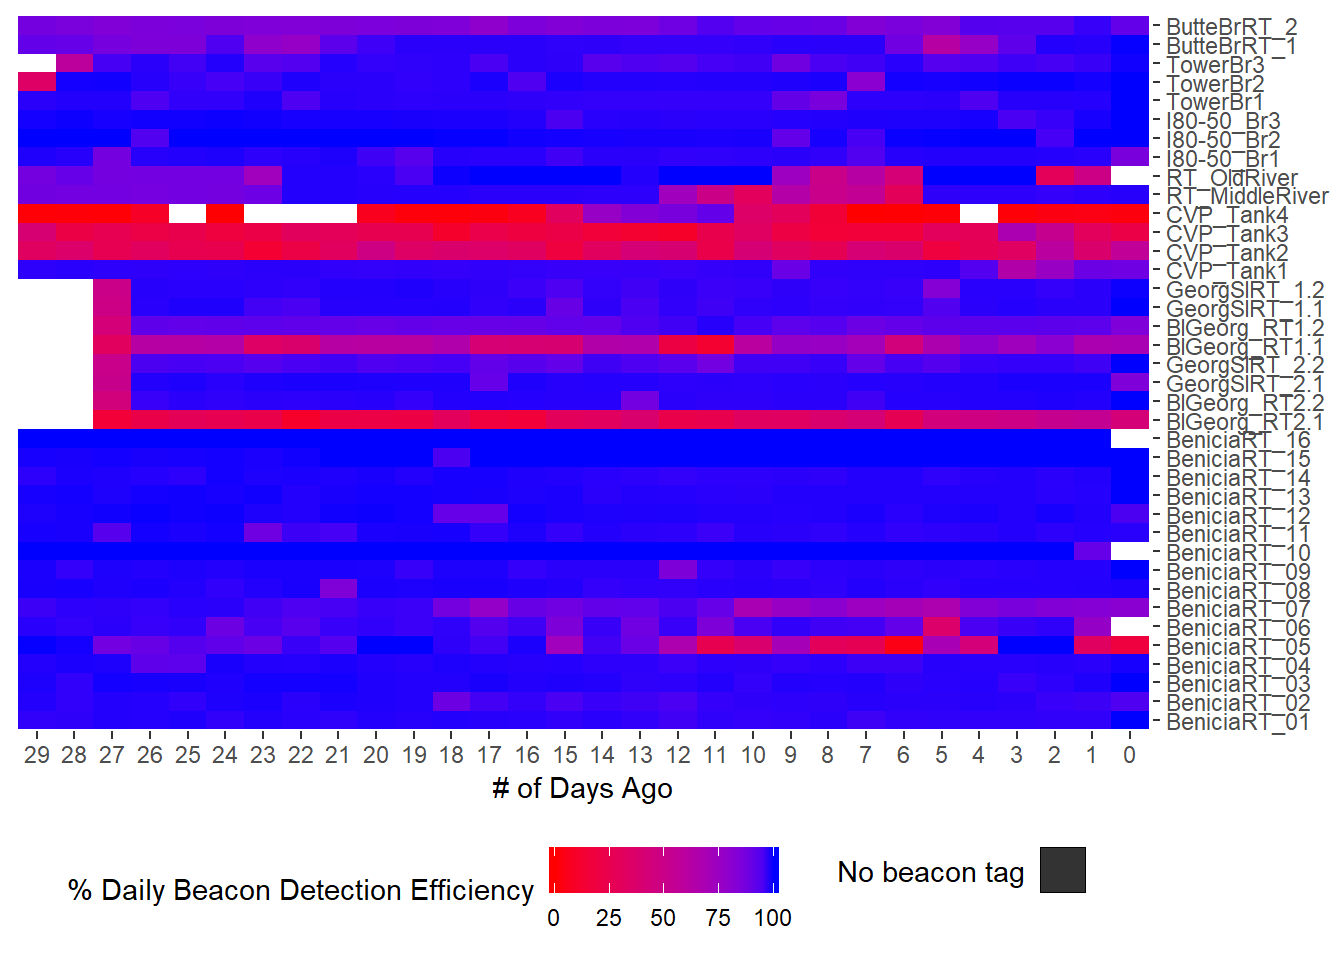 ButteBrRT_2
ButteBrRT_1
TowerBr3
TowerBr2
TowerBr1
I80-50_Br3
I80-50_Br2
I80-50_Br1
RT_OldRiver
RT_MiddleRiver
CVP_Tank4
CVP_Tank3
CVP_Tank2
CVP_Tank1
GeorgSlRT_1.2
GeorgSlRT_1.1
BlGeorg_RT1.2
BlGeorg_RT1.1
GeorgSlRT_2.2
GeorgSlRT_2.1
BlGeorg_RT2.2
BlGeorg_RT2.1
BeniciaRT_16
BeniciaRT_15
BeniciaRT_14
BeniciaRT_13
BeniciaRT_12
BeniciaRT_11
BeniciaRT_10
BeniciaRT_09
BeniciaRT_08
BeniciaRT_07
BeniciaRT_06
BeniciaRT_05
BeniciaRT_04
BeniciaRT_03
BeniciaRT_02
BeniciaRT_01
29 28 27 26 25 24 23 22 21 20 19 18 17 16 15 14 13 12 11 10 9 8 7 6 5 4 3 2 1 0
# of Days Ago
% Daily Beacon Detection Efficiency
0 25 50 75 100
No beacon tag